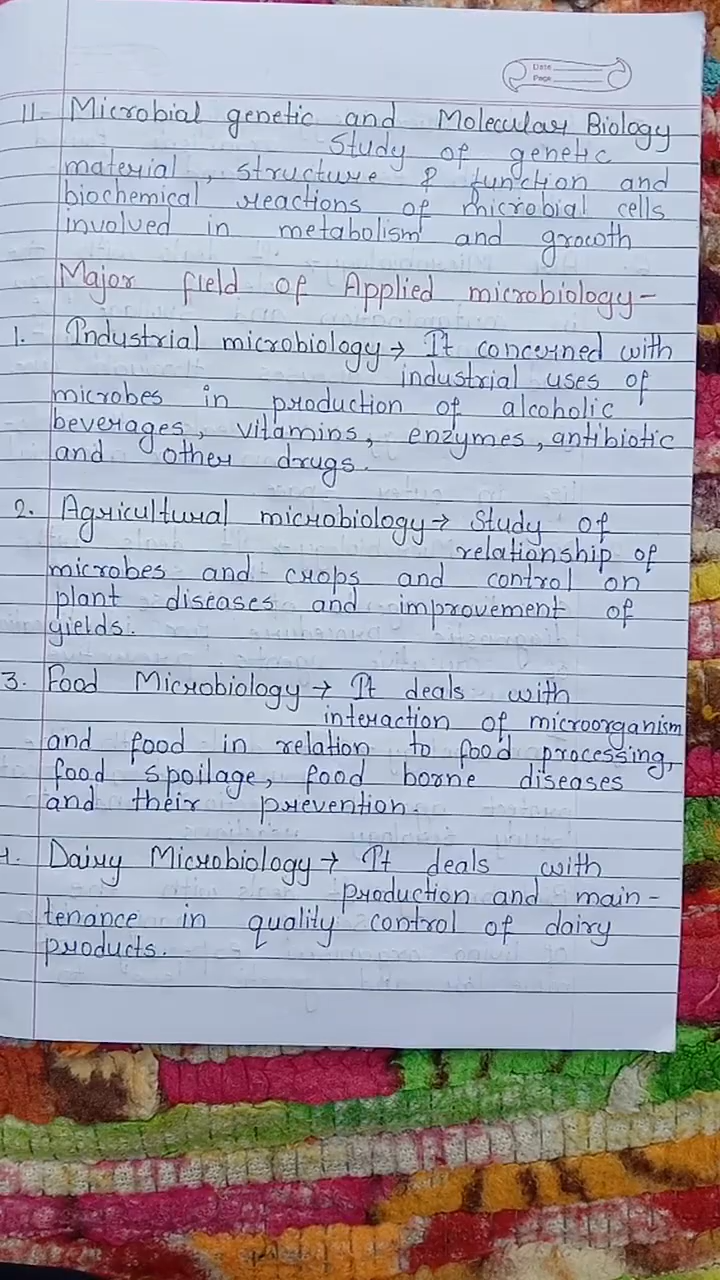 Date
Page
11. Microbial genetic and Molecular Biology
Study of genetic
material, structure & function and
biochemical reactions of microbial cells
involved in metabolism and growth
Major field of Applied microbiology-
1. Industrial microbiology → It concerned with
industrial uses of
microbes in production of alcoholic
beverages, vitamins, enzymes, antibiotic
and other drugs.
2. Agricultural microbiology → Study of
relationship of
microbes and crops and control on
plant diseases and improvement of
yields.
3. Food Microbiology → It deals with
interaction of microorganism
and food in relation to food processing,
food spoilage, food borne diseases
and their prevention.
4. Dairy Microbiology → It deals with
production and main-
tenance in quality control of dairy
products.